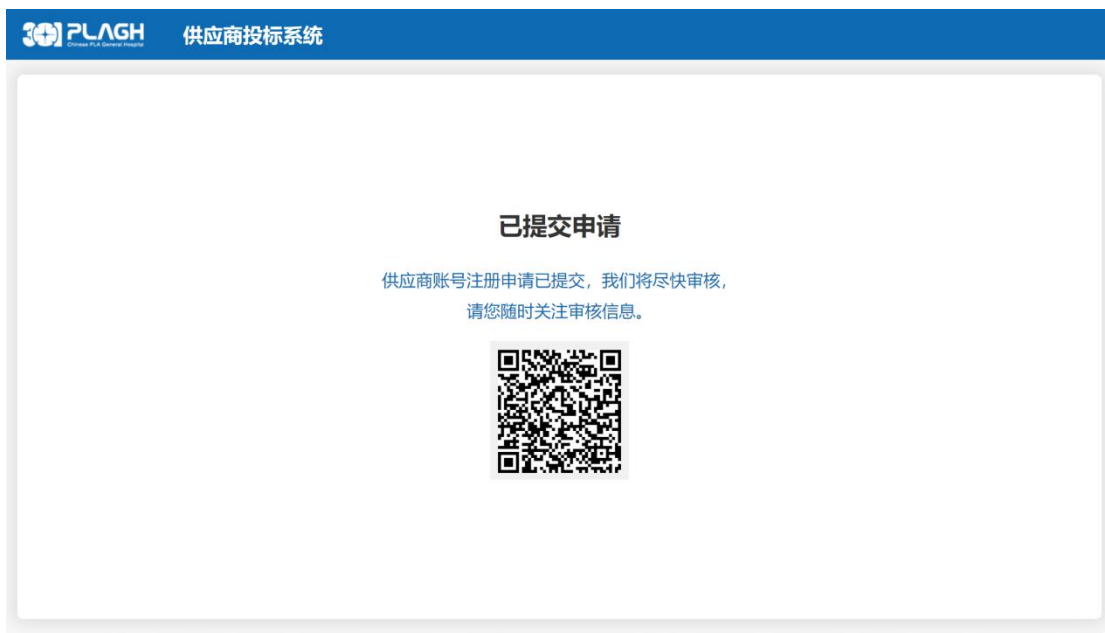 301 PLAGH
Chinese PLA General Hospital
供应商投标系统
已提交申请
供应商账号注册申请已提交，我们将尽快审核，
请您随时关注审核信息。